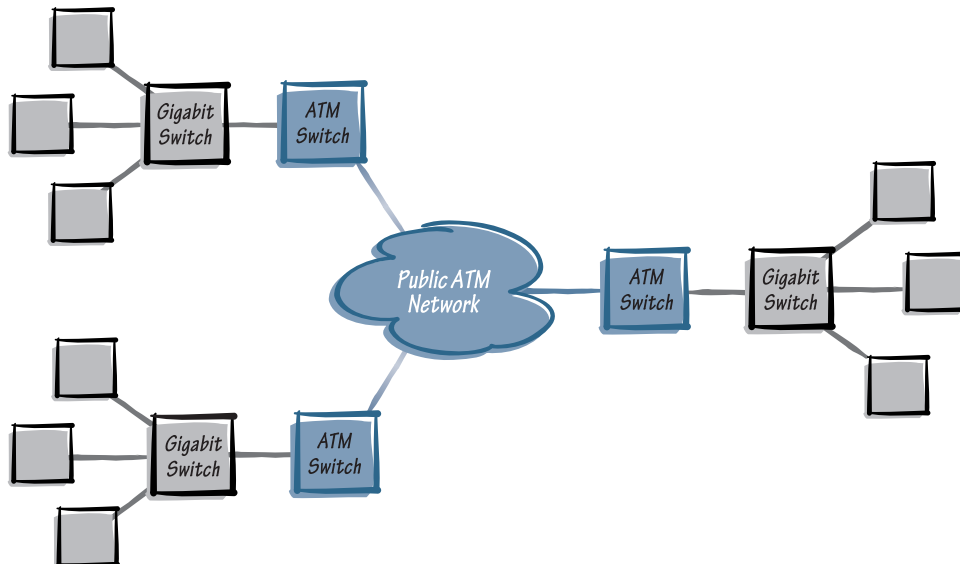 Gigabit
Switch
ATM
Switch
Public ATM
Network
ATM
Switch
Gigabit
Switch
Gigabit
Switch
ATM
Switch